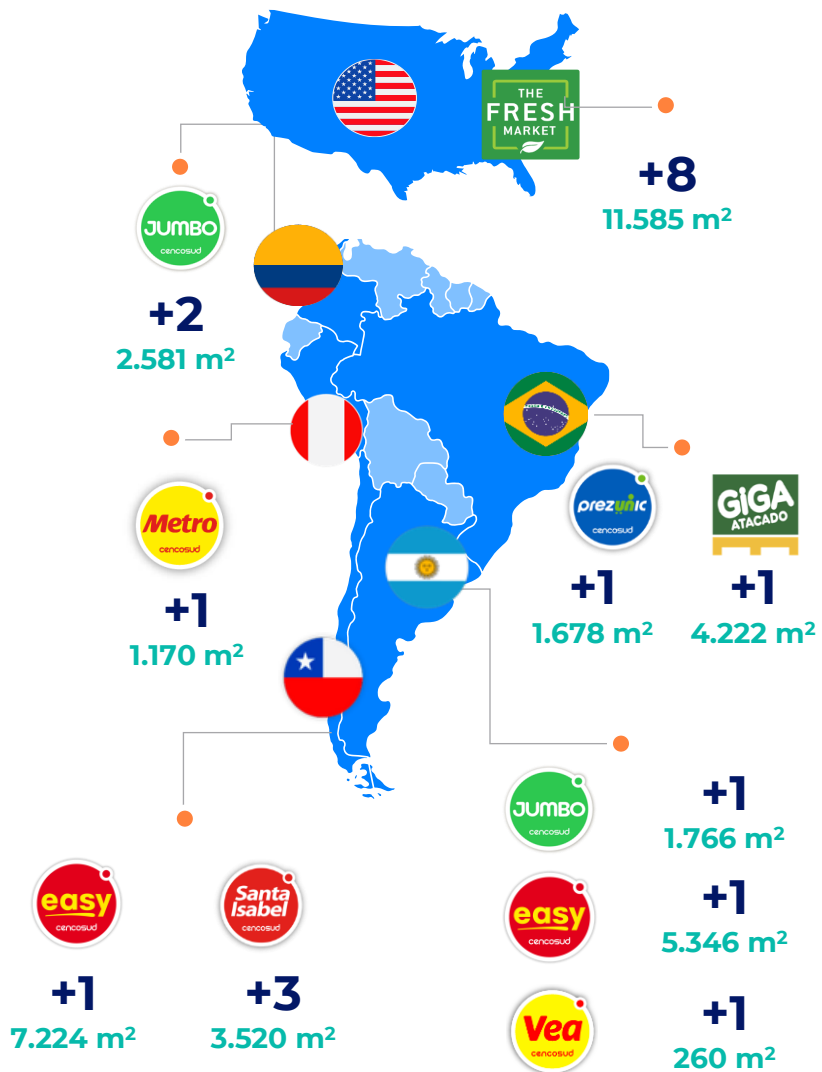 THE
FRESH
MARKET
+8
11.585 m²
JUMBO
cencosud
+2
2.581 m²
Metro
cencosud
+1
1.170 m²
prezunic
cencosud
+1
1.678 m²
GiGA
ATACADO
+1
4.222 m²
easy
cencosud
+1
7.224 m²
Santa
Isabel
cencosud
+3
3.520 m²
JUMBO
cencosud
+1
1.766 m²
easy
cencosud
+1
5.346 m²
Vea
cencosud
+1
260 m²